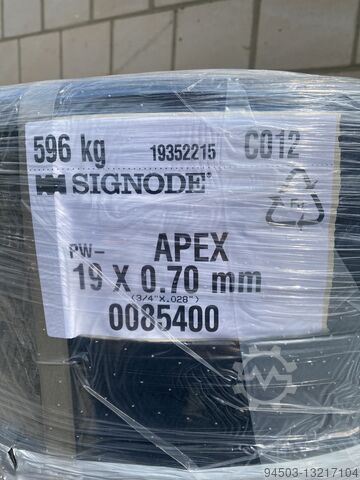 596 kg 19352215 C012
SIGNODE®
PW- APEX
19 X 0.70 mm
(3/4"X.028")
0085400
94503-13217104